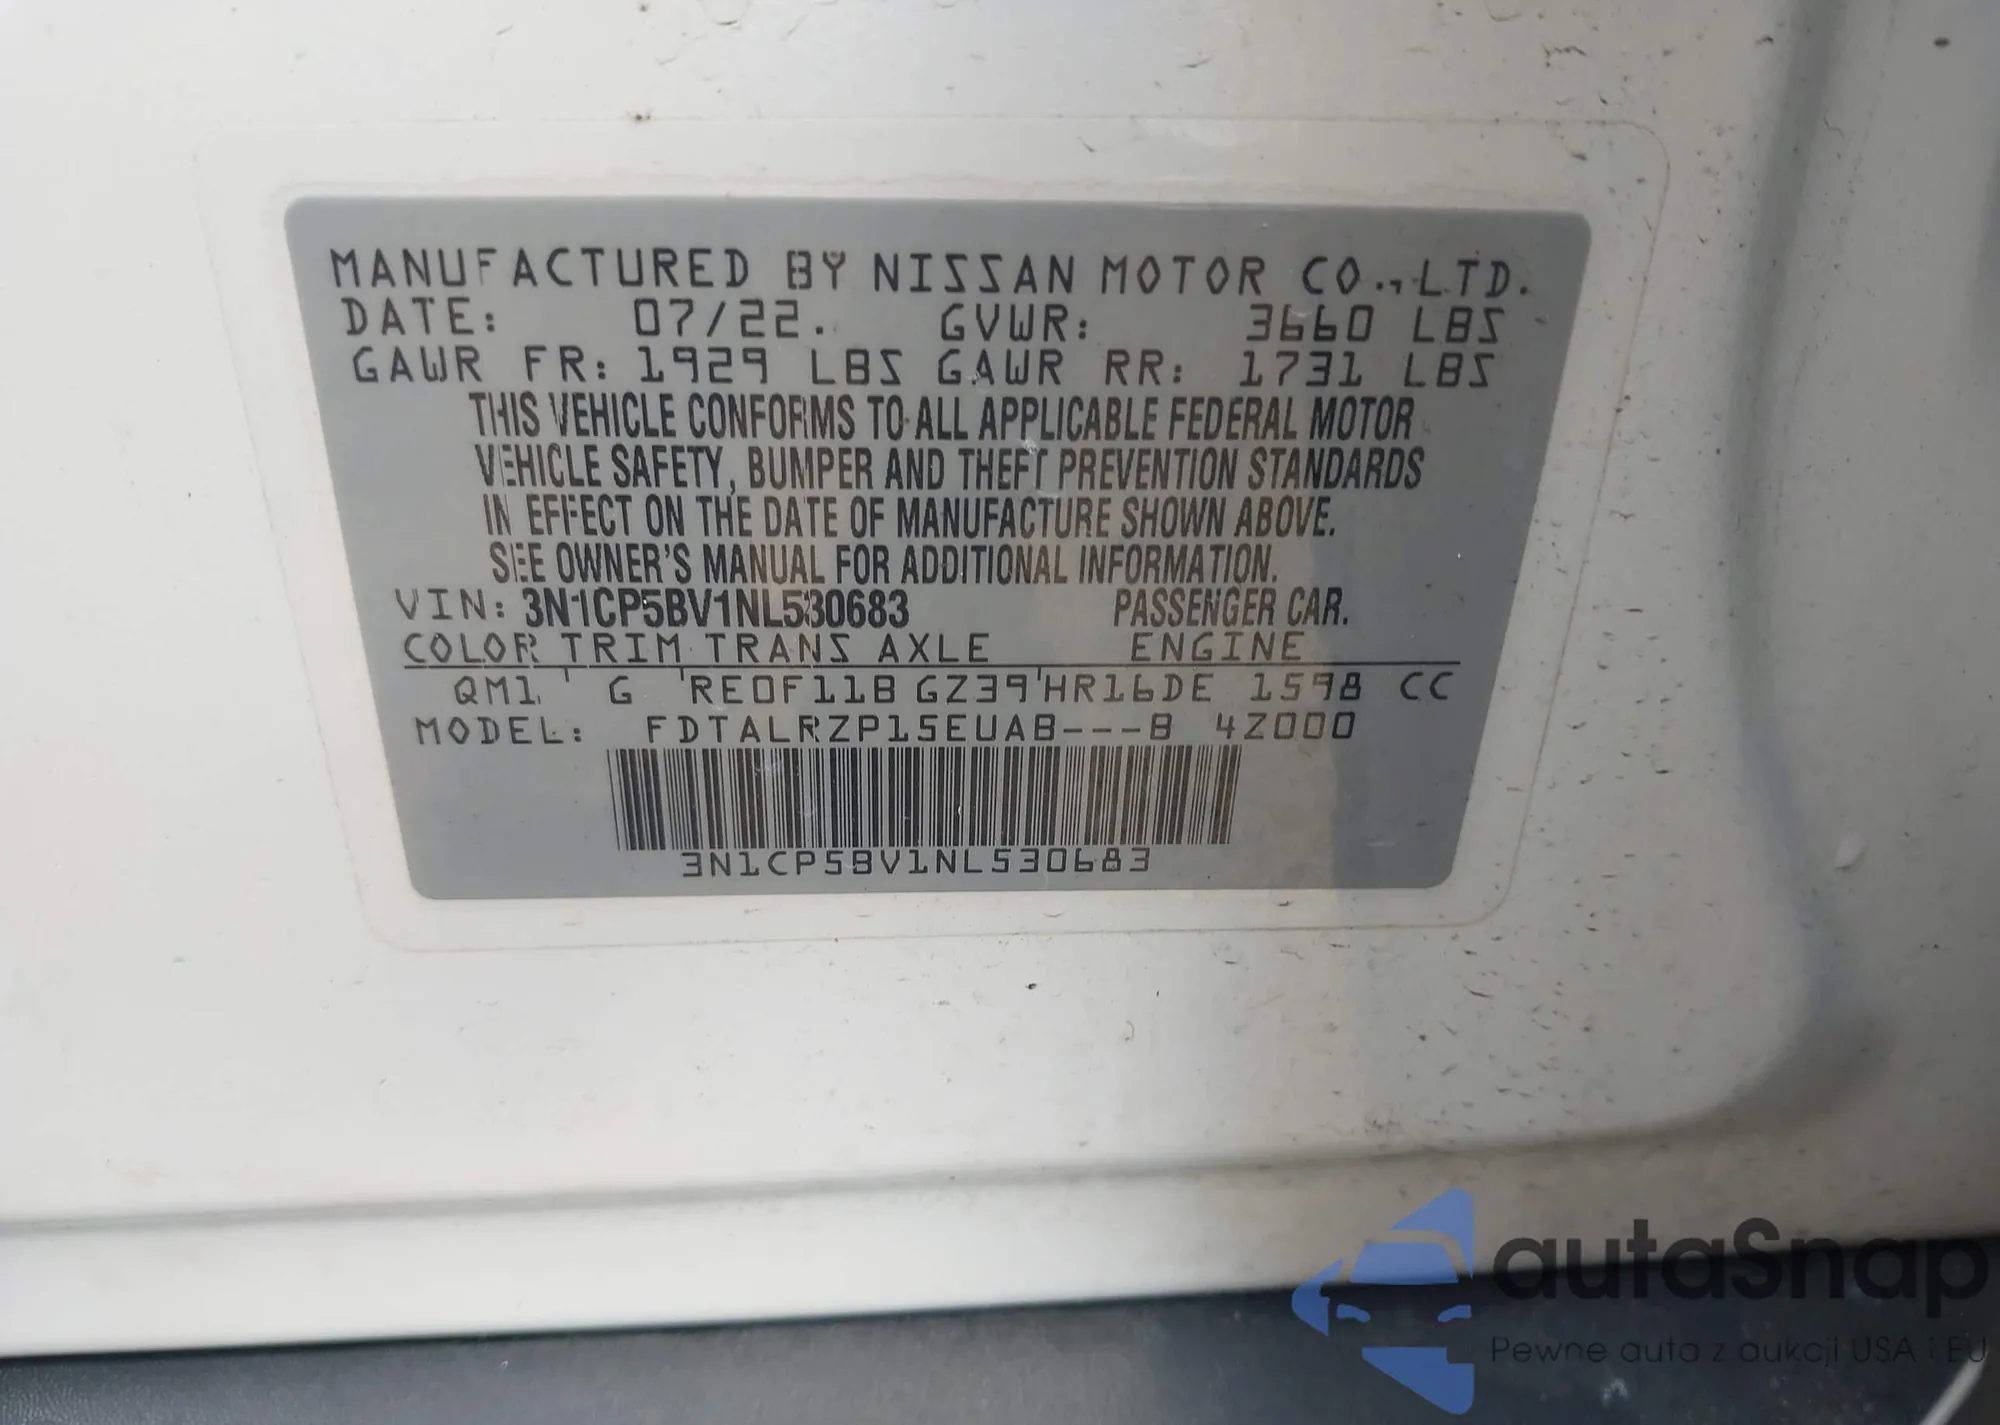 MANUFACTURED BY NISSAN MOTOR CO., LTD.
DATE: 07/22. GVWR: 3660 LBS
GAWR FR: 1929 LBS GAWR RR: 1731 LBS
THIS VEHICLE CONFORMS TO ALL APPLICABLE FEDERAL MOTOR
VEHICLE SAFETY, BUMPER AND THEFT PREVENTION STANDARDS
IN EFFECT ON THE DATE OF MANUFACTURE SHOWN ABOVE.
SEE OWNER'S MANUAL FOR ADDITIONAL INFORMATION.
VIN: 3N1CP5BV1NL530683 PASSENGER CAR.
COLOR TRIM TRANS AXLE ENGINE
QM1 G RE0F11B GZ39 HR16DE 1598 CC
MODEL: FDTALRZP15EUAB---B 4Z000
3N1CP5BV1NL530683
autaSnap
Pewne auta z aukcji USA i EU